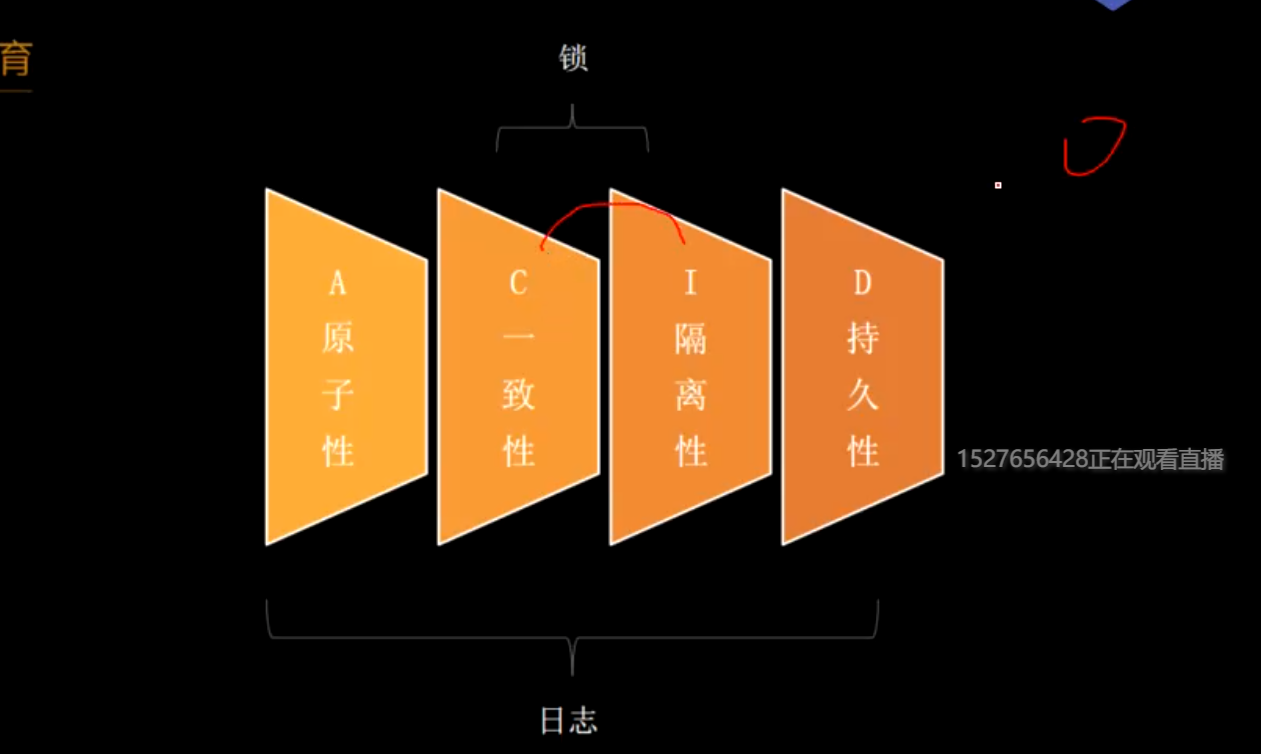 育
锁
A
原
子
性
C
一
致
性
I
隔
离
性
D
持
久
性
1527656428正在观看直播
日志